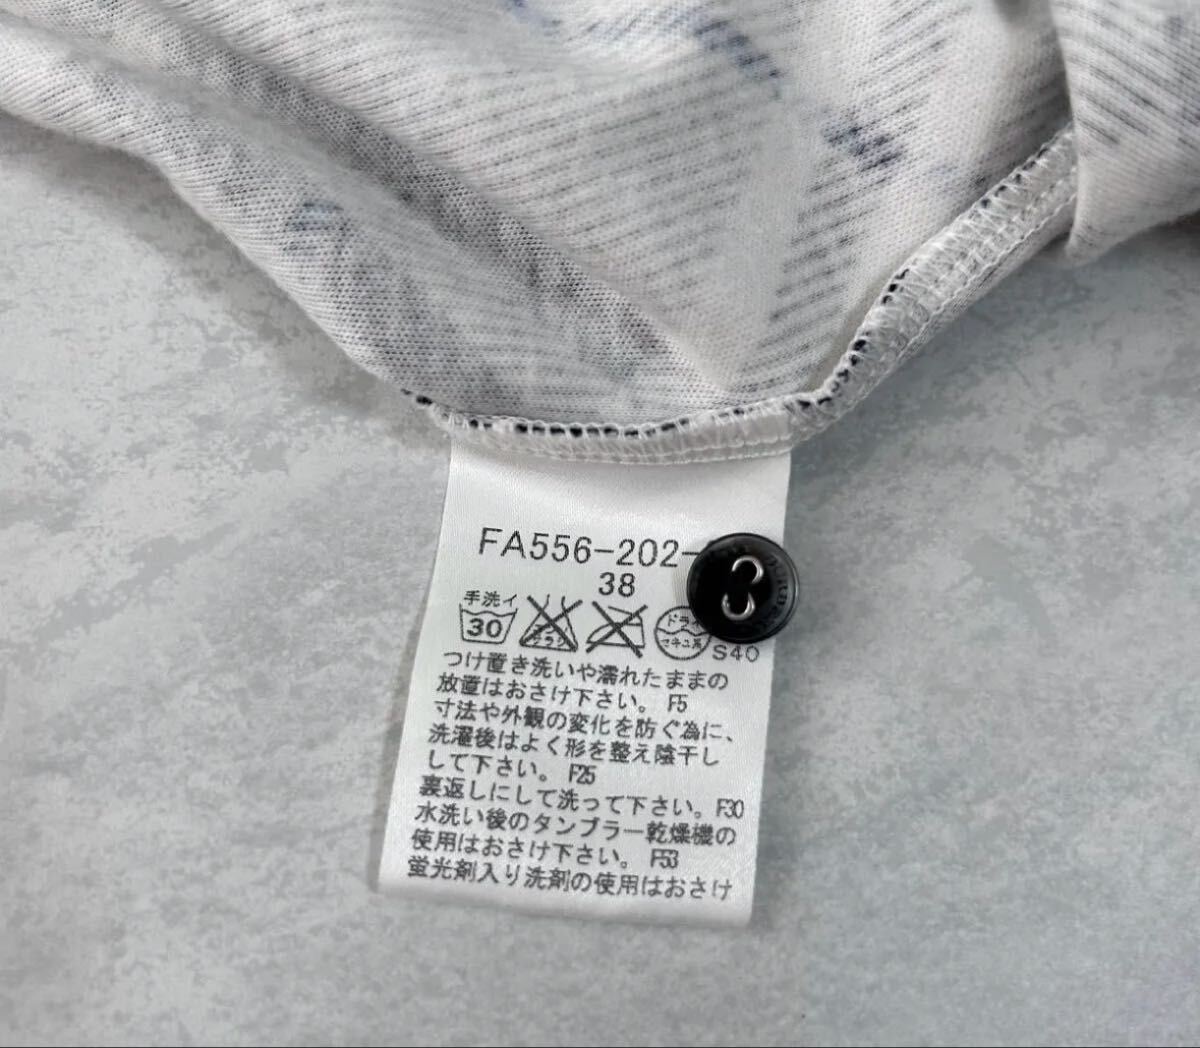 FA556-202-
38
手洗イ
30
ドライ
S40
つけ置き洗いや濡れたままの
放置はおさけ下さい。 F5
寸法や外観の変化を防ぐ為に、
洗濯後はよく形を整え陰干し
して下さい。 F25
裏返しにして洗って下さい。F30
水洗い後のタンブラー乾燥機の
使用はおさけ下さい。 F53
蛍光剤入り洗剤の使用はおさけ